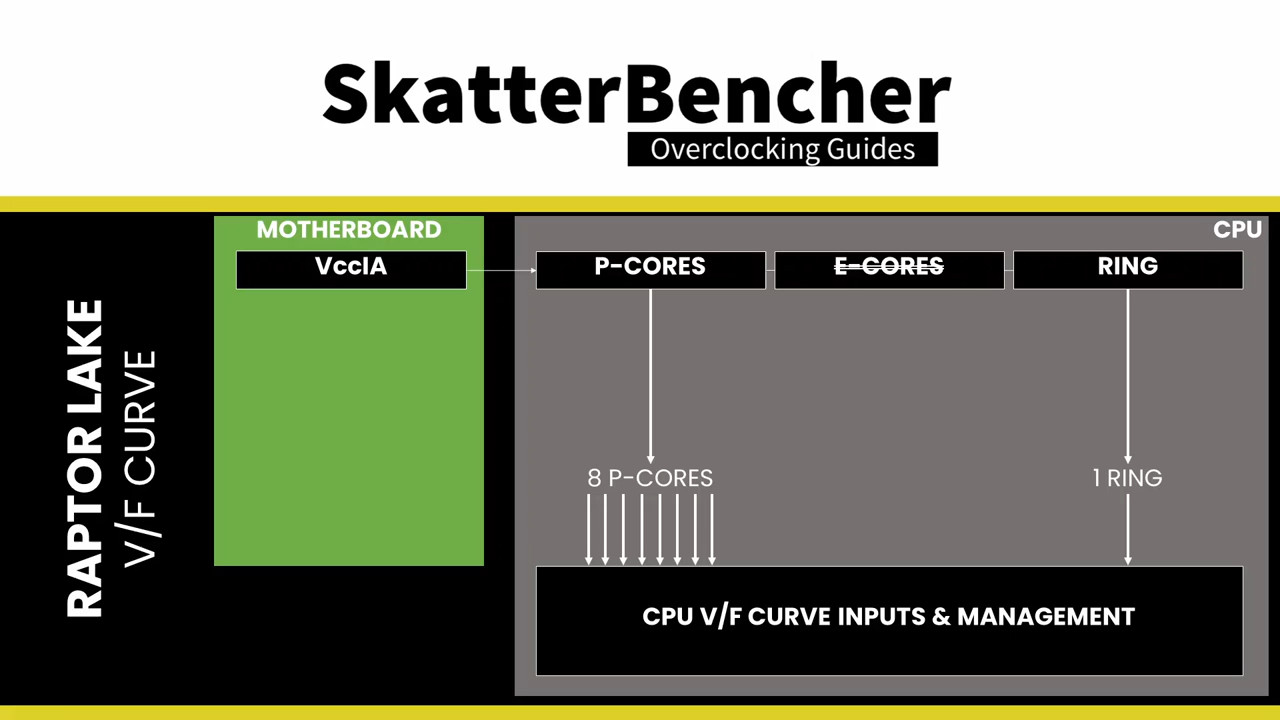 SkatterBencher
Overclocking Guides
RAPTOR LAKE
V/F CURVE
MOTHERBOARD
VccIA
CPU
P-CORES
E-CORES
RING
8 P-CORES
1 RING
CPU V/F CURVE INPUTS & MANAGEMENT